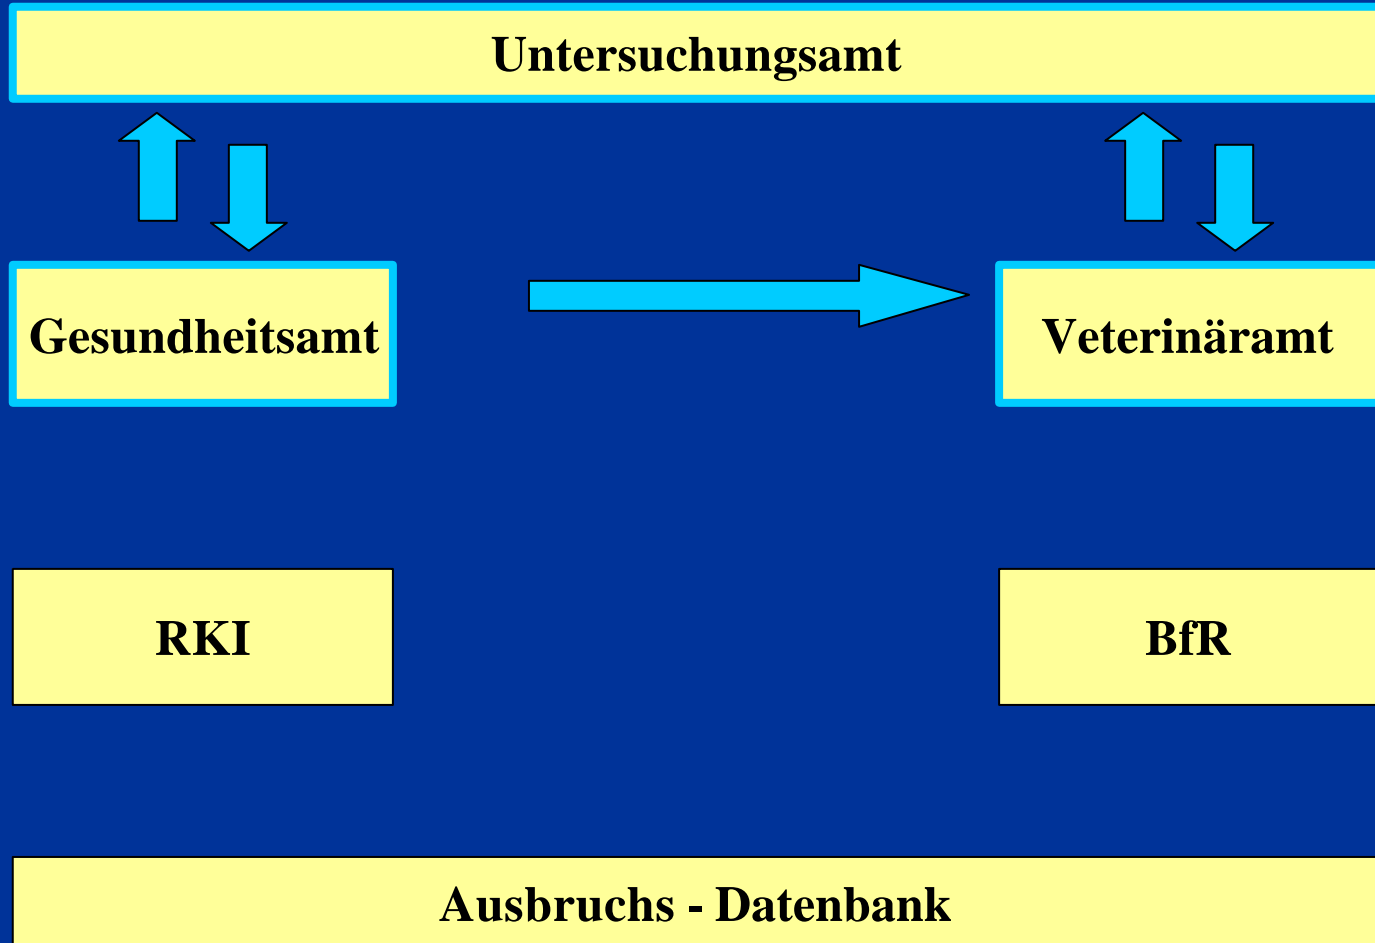 Untersuchungsamt
Gesundheitsamt
Veterinäramt
RKI
BfR
Ausbruchs - Datenbank